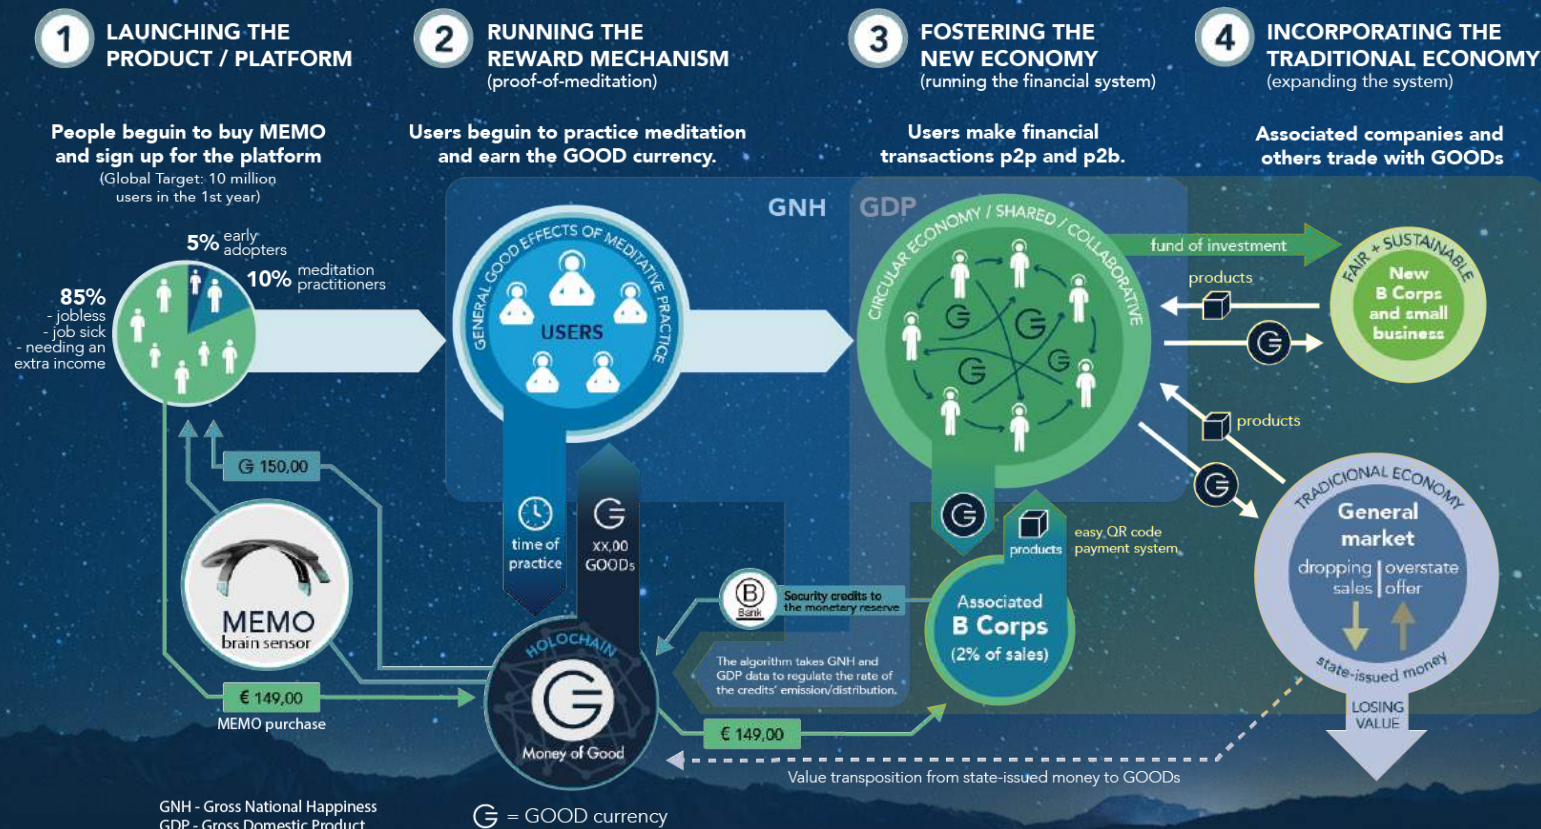 1 LAUNCHING THE
PRODUCT / PLATFORM
2 RUNNING THE
REWARD MECHANISM
(proof-of-meditation)
3 FOSTERING THE
NEW ECONOMY
(running the financial system)
4 INCORPORATING THE
TRADITIONAL ECONOMY
(expanding the system)
People beguin to buy MEMO
and sign up for the platform
(Global Target: 10 million
users in the 1st year)
Users beguin to practice meditation
and earn the GOOD currency.
Users make financial
transactions p2p and p2b.
Associated companies and
others trade with GOODs
GNH
GDP
5% early
adopters
10% meditation
practitioners
85%
- jobless
- job sick
- needing an
extra income
GENERAL GOOD EFFECTS OF MEDITATIVE PRACTICE
USERS
CIRCULAR ECONOMY / SHARED / COLLABORATIVE
fund of investment
products
FAIR + SUSTAINABLE
New
B Corps
and small
business
products
G 150,00
MEMO
brain sensor
€ 149,00
MEMO purchase
time of
practice
XX,00
GOODs
products
easy QR code
payment system
B
Bank
Security credits to
the monetary reserve
Associated
B Corps
(2% of sales)
The algorithm takes GNH and
GDP data to regulate the rate of
the credits' emission/distribution.
HOLOCHAIN
Money of Good
€ 149,00
TRADICIONAL ECONOMY
General
market
dropping
sales
overstate
offer
state-issued money
LOSING
VALUE
Value transposition from state-issued money to GOODs
GNH - Gross National Happiness
GDP - Gross Domestic Product
G = GOOD currency